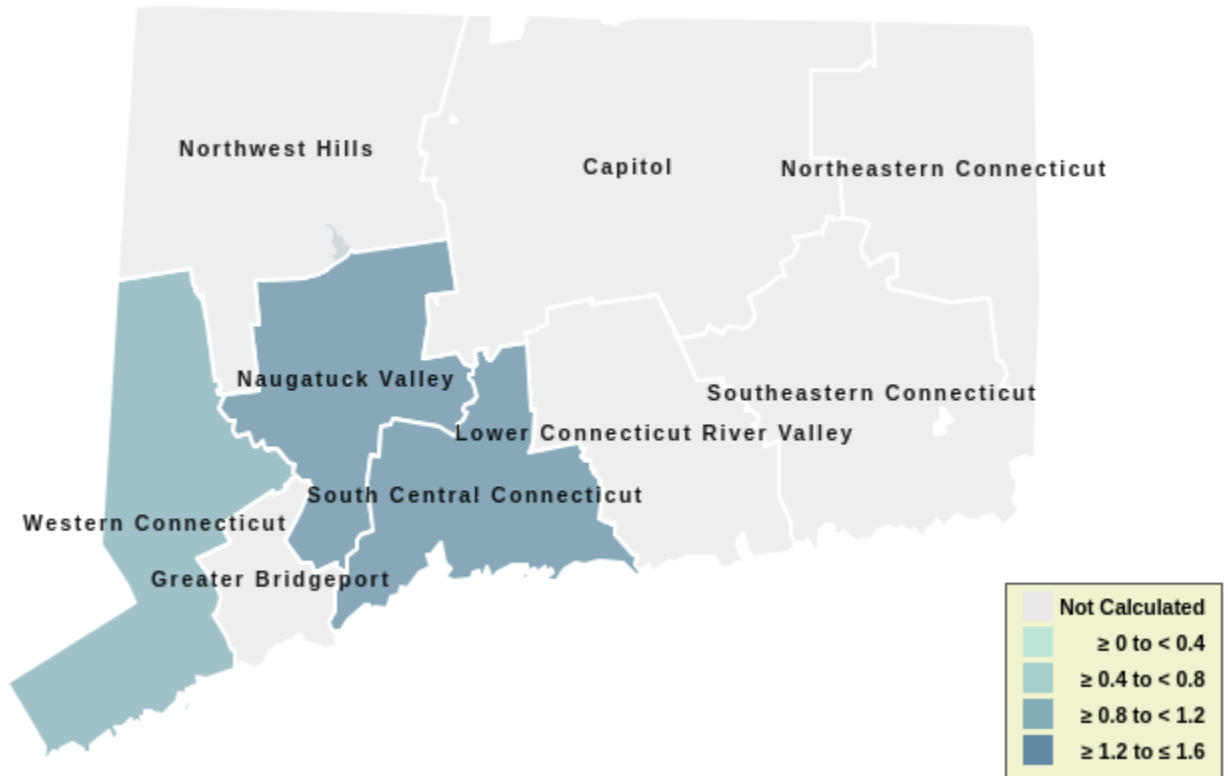 Northwest Hills
Capitol
Northeastern Connecticut
Naugatuck Valley
Southeastern Connecticut
Lower Connecticut River Valley
South Central Connecticut
Western Connecticut
Greater Bridgeport
Not Calculated
≥ 0 to < 0.4
≥ 0.4 to < 0.8
≥ 0.8 to < 1.2
≥ 1.2 to ≤ 1.6